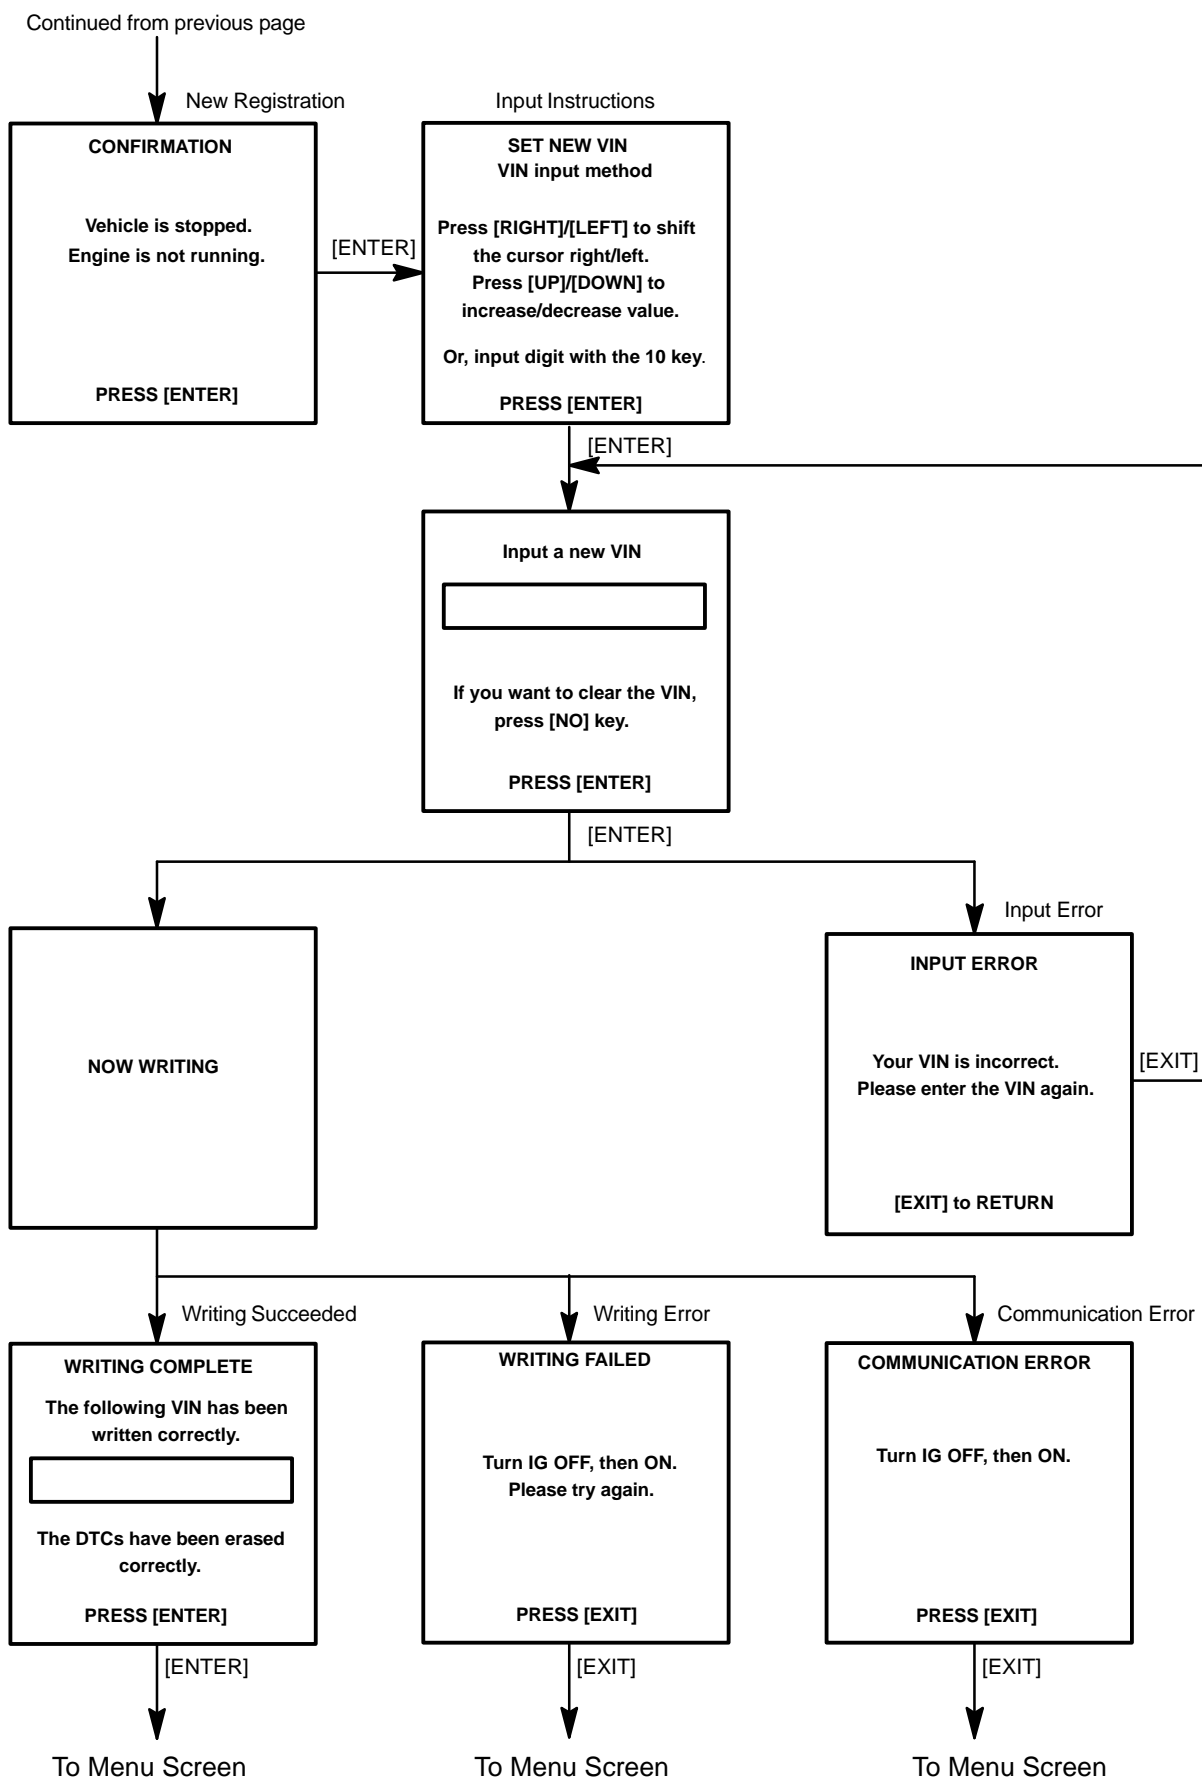 Continued from previous page
New Registration
CONFIRMATION
Vehicle is stopped.
Engine is not running.
PRESS [ENTER]
[ENTER]
Input Instructions
SET NEW VIN
VIN input method
Press [RIGHT]/[LEFT] to shift
the cursor right/left.
Press [UP]/[DOWN] to
increase/decrease value.
Or, input digit with the 10 key.
PRESS [ENTER]
[ENTER]
Input a new VIN
If you want to clear the VIN,
press [NO] key.
PRESS [ENTER]
[ENTER]
NOW WRITING
Input Error
INPUT ERROR
Your VIN is incorrect.
Please enter the VIN again.
[EXIT] to RETURN
[EXIT]
Writing Succeeded
WRITING COMPLETE
The following VIN has been
written correctly.
The DTCs have been erased
correctly.
PRESS [ENTER]
[ENTER]
To Menu Screen
Writing Error
WRITING FAILED
Turn IG OFF, then ON.
Please try again.
PRESS [EXIT]
[EXIT]
To Menu Screen
Communication Error
COMMUNICATION ERROR
Turn IG OFF, then ON.
PRESS [EXIT]
[EXIT]
To Menu Screen